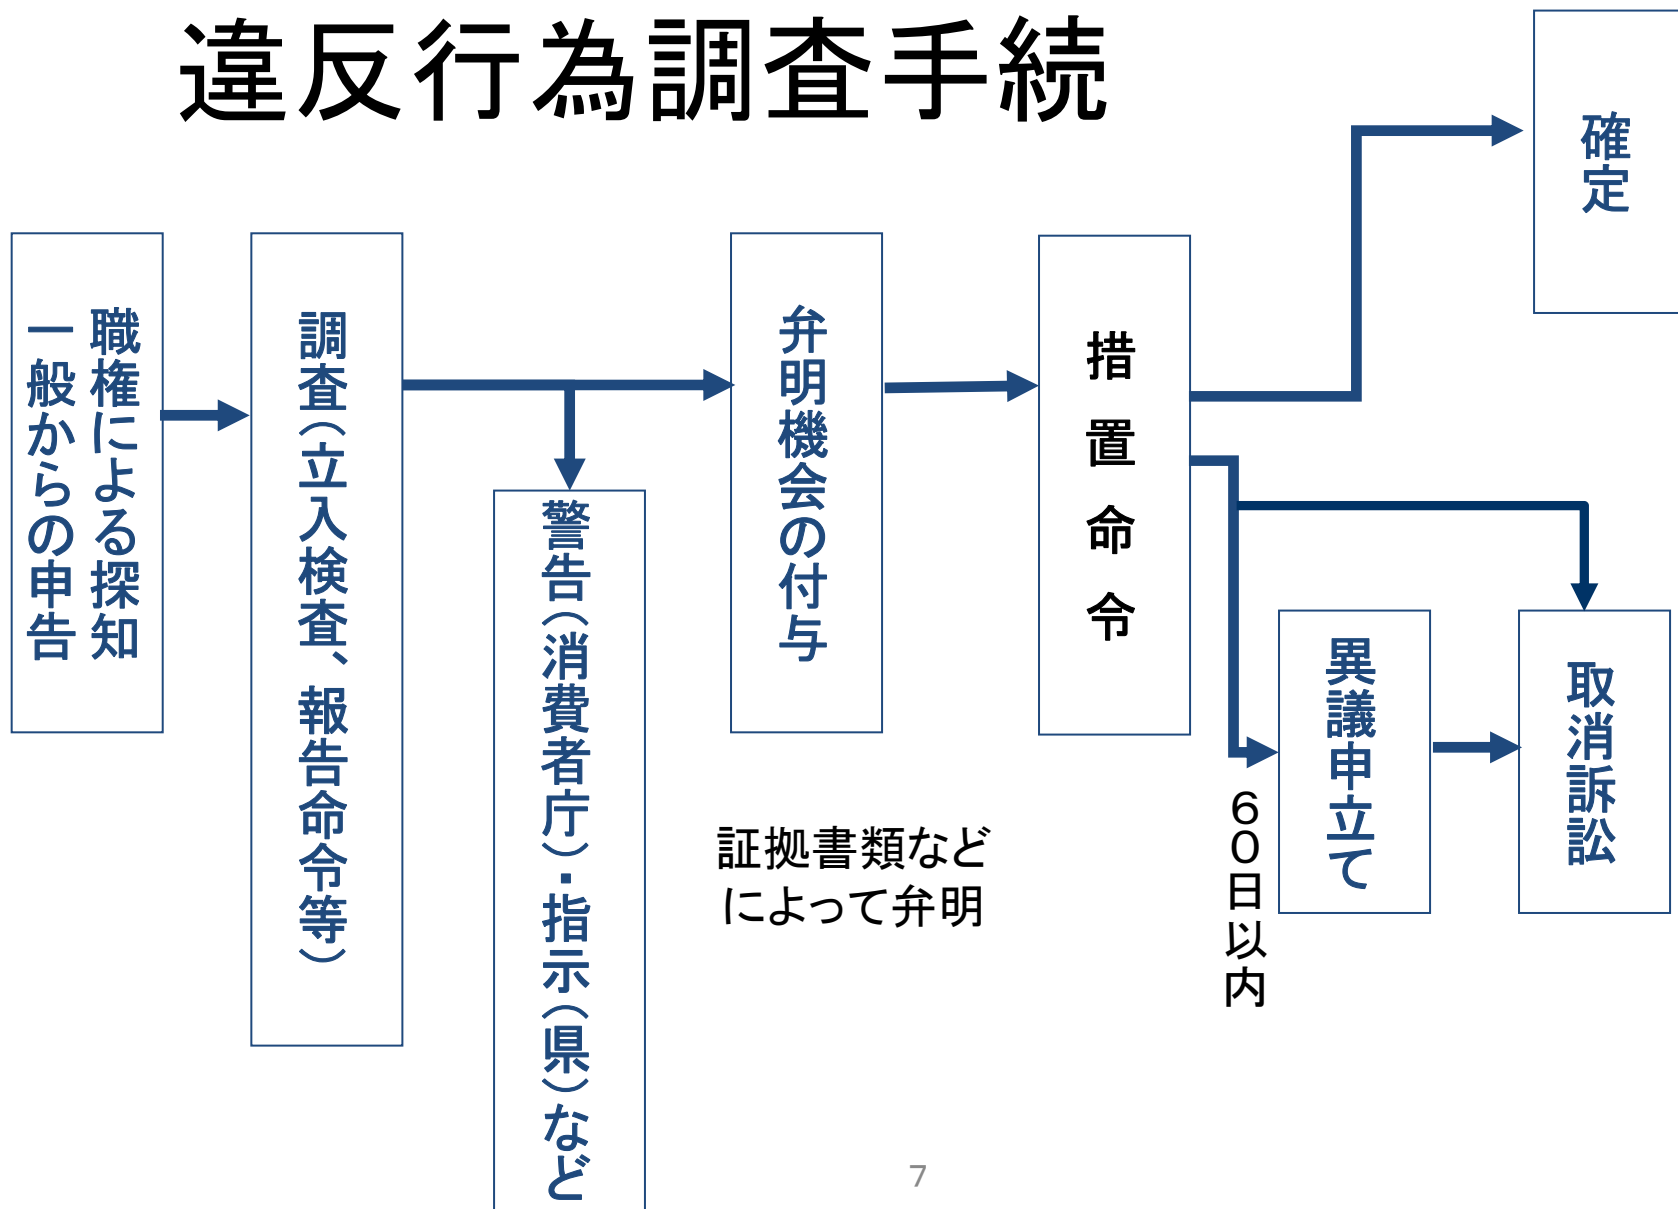 違反行為調査手続
職権による探知
一般からの申告
調査（立入検査、報告命令等）
警告（消費者庁）・指示（県）など
弁明機会の付与
証拠書類など
によって弁明
措置命令
確定
６０日以内
異議申立て
取消訴訟
7